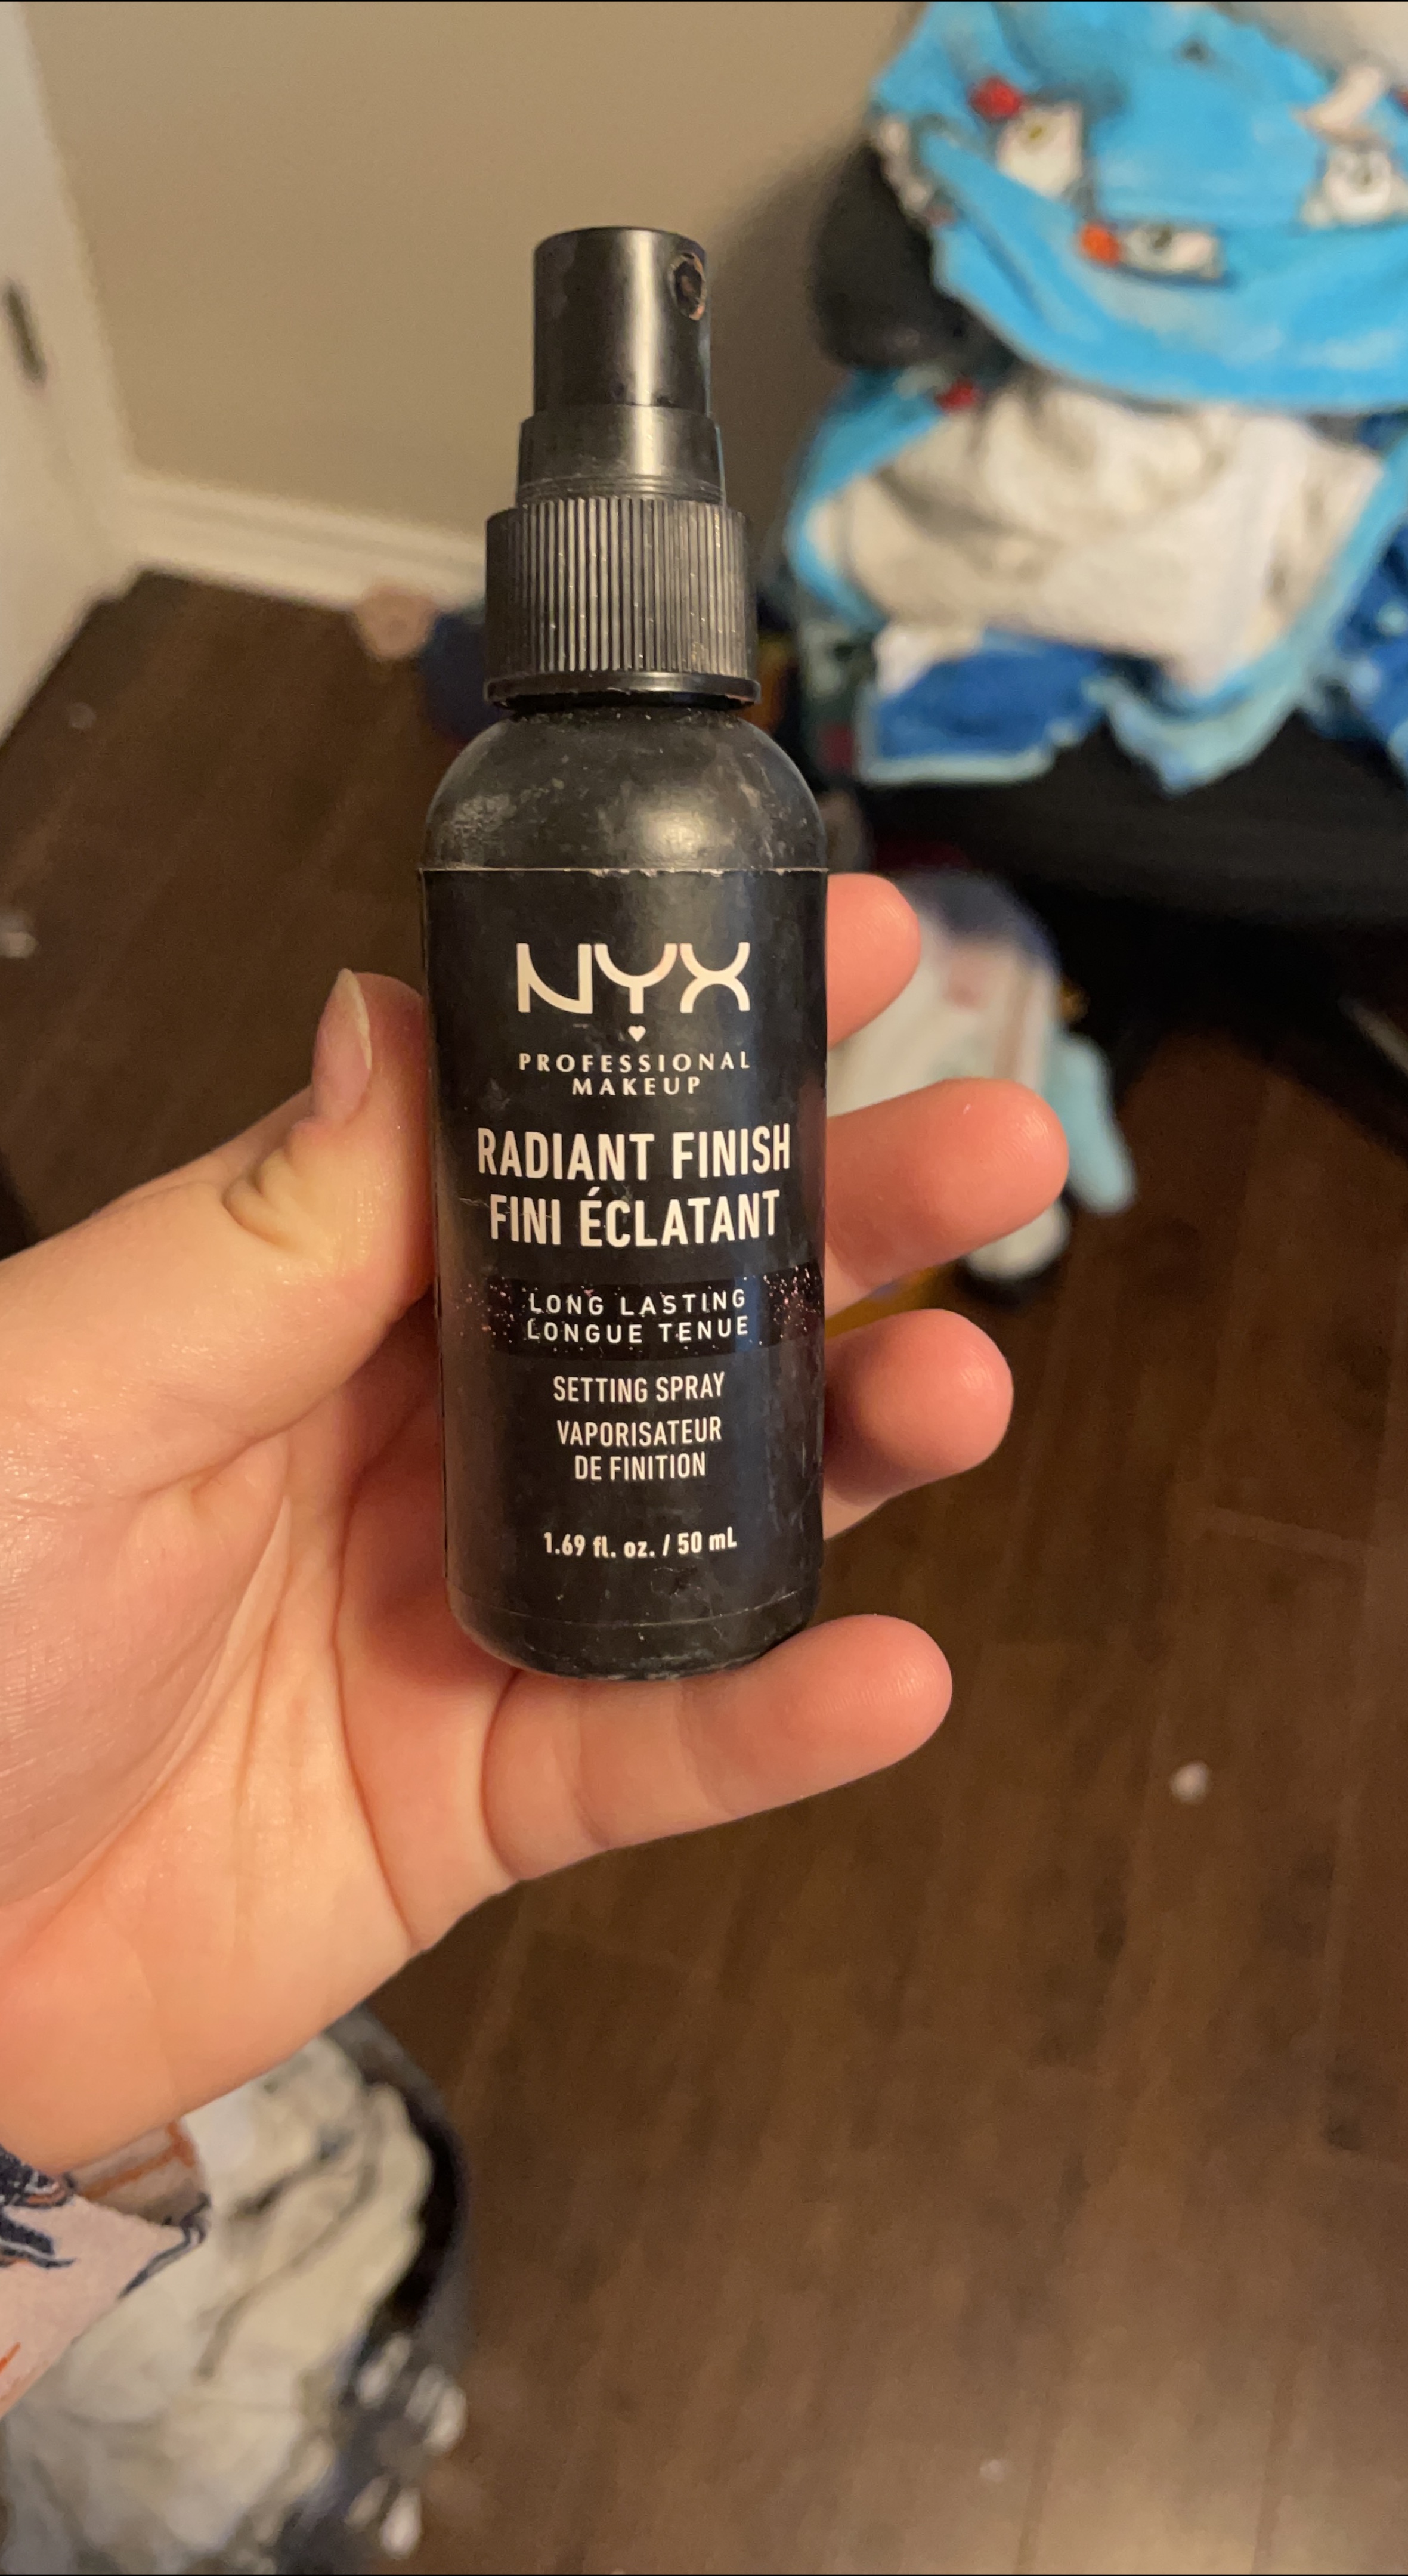 NYX
PROFESSIONAL
MAKEUP
RADIANT FINISH
FINI ÉCLATANT
LONG LASTING
LONGUE TENUE
SETTING SPRAY
VAPORISATEUR
DE FINITION
1.69 fl. oz. / 50 mL